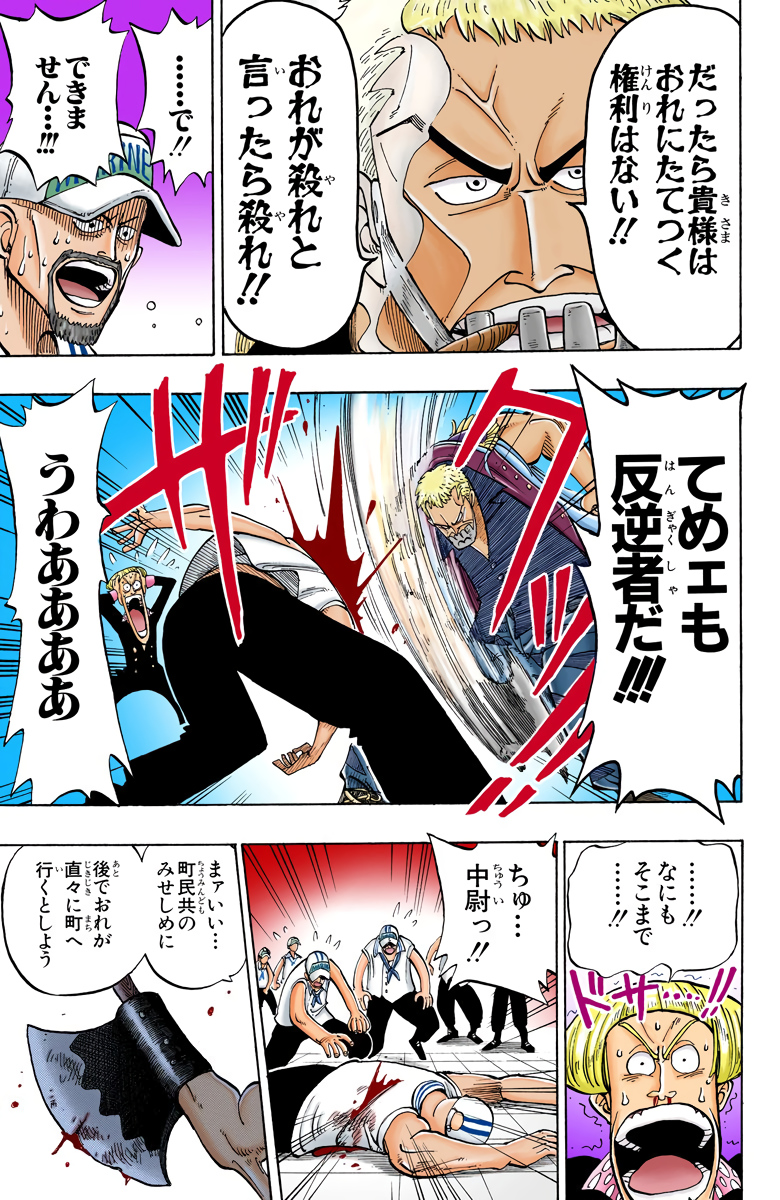 だったら貴様は
おれにたてつく
権利はない!!
おれが殺れと
言ったら殺れ!!
……で!!
できま
せん…!!!
MARINE
てめェも
反逆者だ!!!
ザクッ!!
うわああああ
……!!
なにも
そこまで
……!!
ドサ……!!
ちゅ…
中尉っ!!
まァいい…
町民共の
みせしめに
後でおれが
直々に町へ
行くとしよう